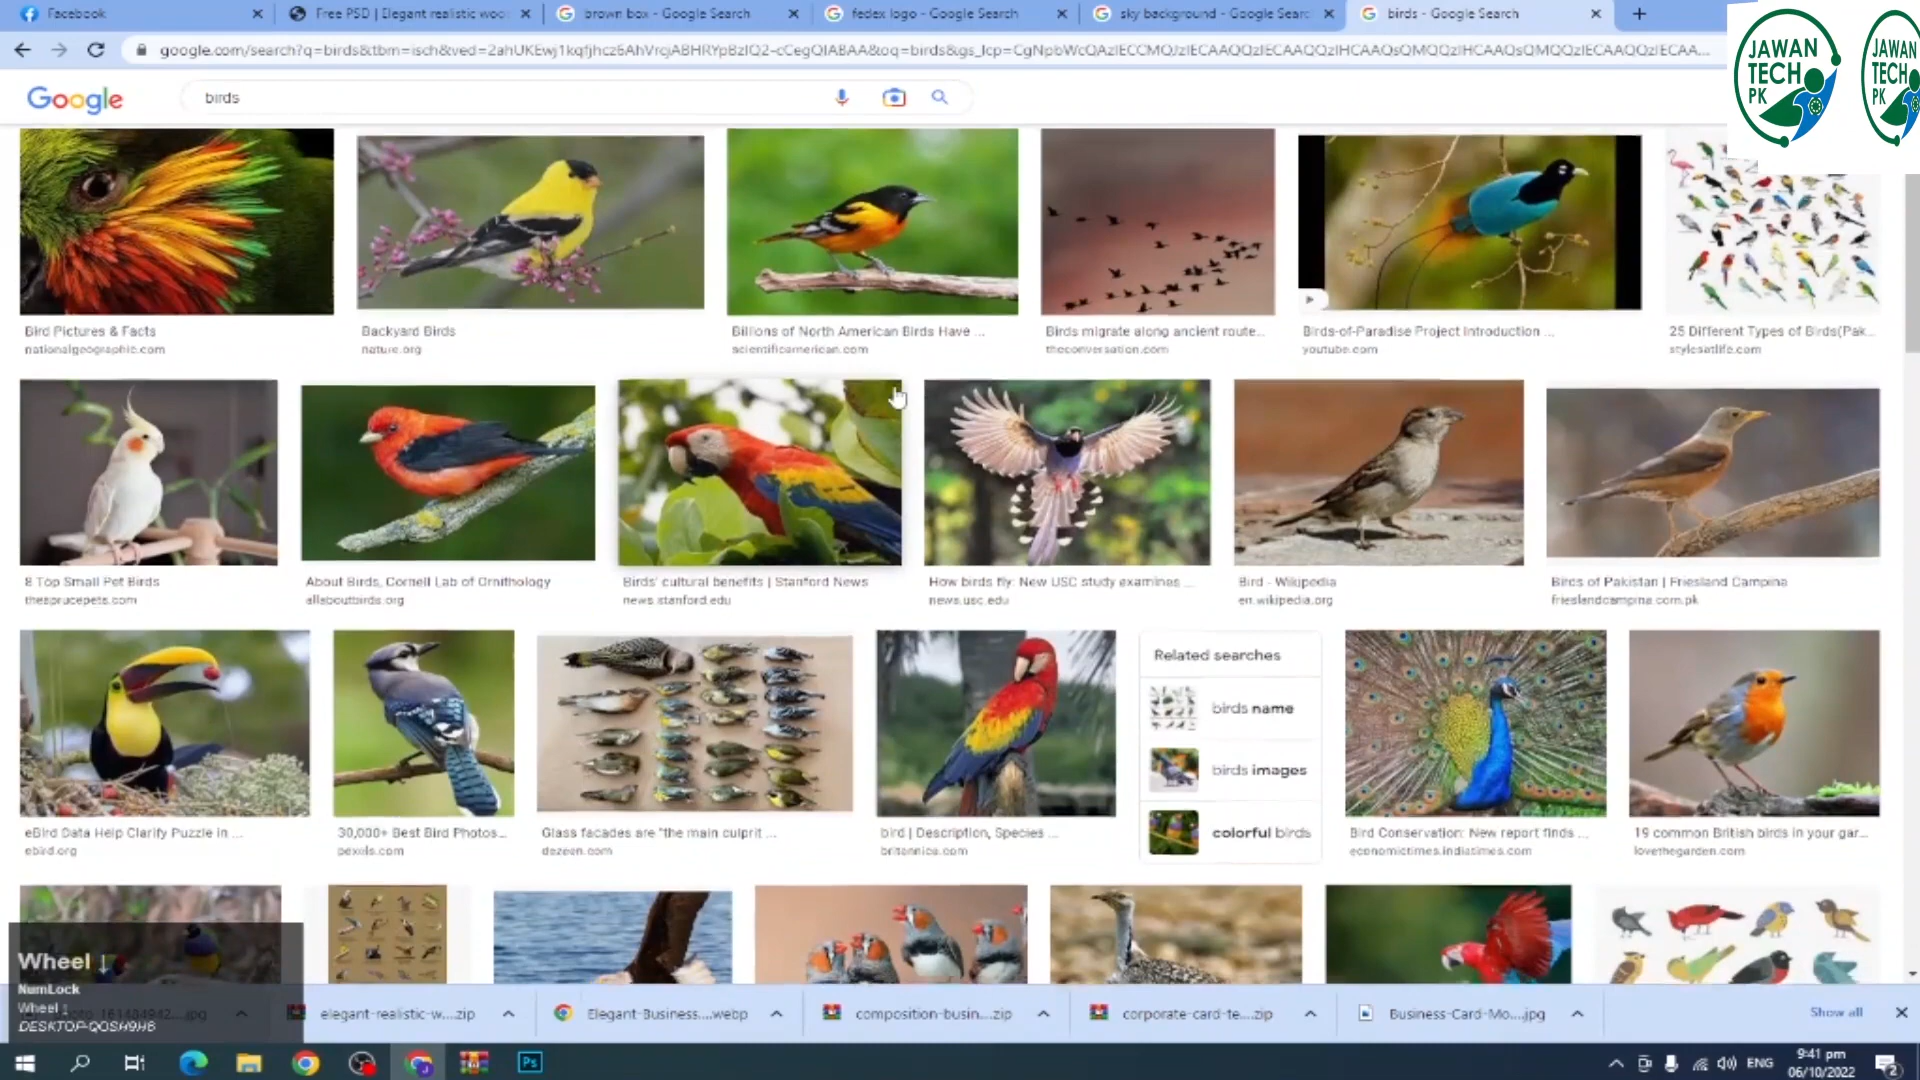 Facebook
Free PSD | Elegant realistic woo
brown box - Google Search
fedex logo - Google Search
sky background - Google Searc
birds - Google Search
JAWAN TECH PK
JAWAN TECH PK
Google
birds
Bird Pictures & Facts
nationalgeographic.com
Backyard Birds
nature.org
Billions of North American Birds Have ...
scientificamerican.com
Birds migrate along ancient route...
theconversation.com
Birds-of-Paradise Project Introduction ...
youtube.com
25 Different Types of Birds(Pak...
stylesatlife.com
8 Top Small Pet Birds
thesprucepets.com
About Birds, Cornell Lab of Ornithology
allaboutbirds.org
Birds' cultural benefits | Stanford News
news.stanford.edu
How birds fly: New USC study examines ...
news.usc.edu
Bird - Wikipedia
en.wikipedia.org
Birds of Pakistan | Friesland Campina
frieslandcampina.com.pk
Related searches
birds name
birds images
colorful birds
eBird Data Help Clarify Puzzle in ...
ebird.org
30,000+ Best Bird Photos...
pexels.com
Glass facades are "the main culprit ...
dezeen.com
bird | Description, Species ...
britannica.com
Bird Conservation: New report finds ...
economictimes.indiatimes.com
19 common British birds in your gar...
lovethegarden.com
Wheel ↓
NumLock
Wheel ↓
DESKTOP-QOSH9H6
elegant-realistic-w....zip
Elegant-Business....webp
composition-busin....zip
corporate-card-te....zip
Business-Card-Mo....jpg
Show all
Ps
ENG
9:41 pm
06/10/2022
2